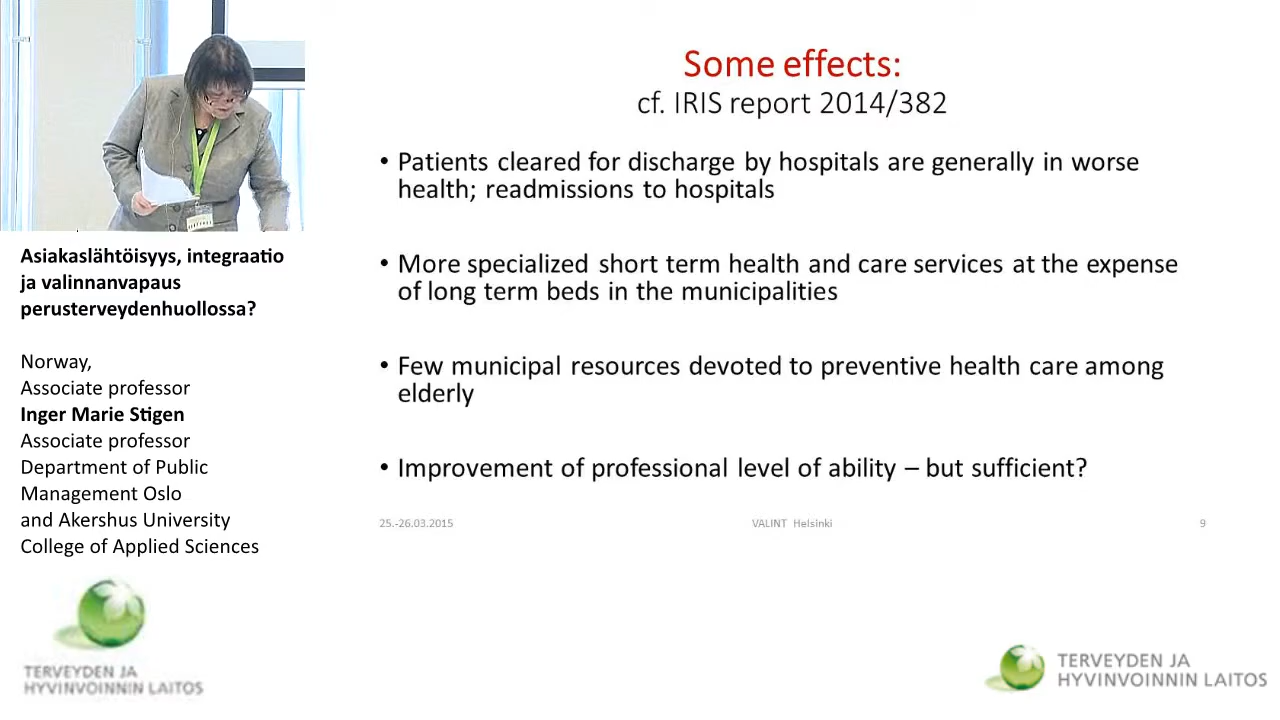 Asiakaslähtöisyys, integraatio
ja valinnanvapaus
perusterveydenhuollossa?
Norway,
Associate professor
Inger Marie Stigen
Associate professor
Department of Public
Management Oslo
and Akershus University
College of Applied Sciences
TERVEYDEN JA
HYVINVOINNIN LAITOS
Some effects:
cf. IRIS report 2014/382
• Patients cleared for discharge by hospitals are generally in worse
health; readmissions to hospitals
• More specialized short term health and care services at the expense
of long term beds in the municipalities
• Few municipal resources devoted to preventive health care among
elderly
• Improvement of professional level of ability – but sufficient?
25.-26.03.2015
VALINT Helsinki
9
TERVEYDEN JA
HYVINVOINNIN LAITOS